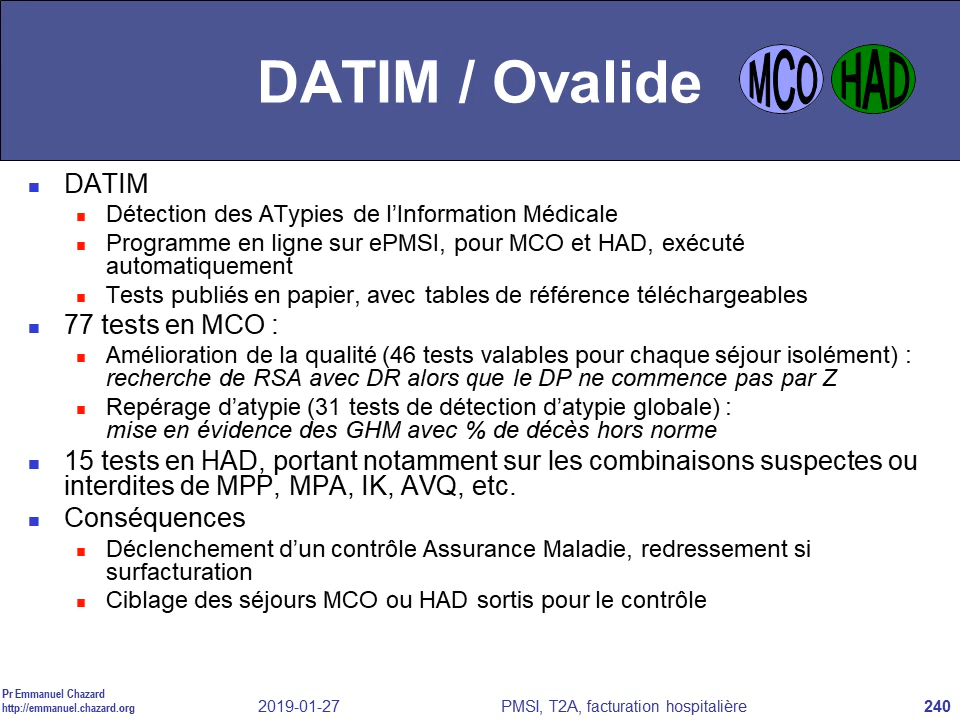 DATIM / Ovalide
MCO
HAD
DATIM
Détection des ATypies de l’Information Médicale
Programme en ligne sur ePMSI, pour MCO et HAD, exécuté
automatiquement
Tests publiés en papier, avec tables de référence téléchargeables
77 tests en MCO :
Amélioration de la qualité (46 tests valables pour chaque séjour isolément) :
recherche de RSA avec DR alors que le DP ne commence pas par Z
Repérage d’atypie (31 tests de détection d’atypie globale) :
mise en évidence des GHM avec % de décès hors norme
15 tests en HAD, portant notamment sur les combinaisons suspectes ou
interdites de MPP, MPA, IK, AVQ, etc.
Conséquences
Déclenchement d’un contrôle Assurance Maladie, redressement si
surfacturation
Ciblage des séjours MCO ou HAD sortis pour le contrôle
Pr Emmanuel Chazard
http://emmanuel.chazard.org
2019-01-27
PMSI, T2A, facturation hospitalière
240